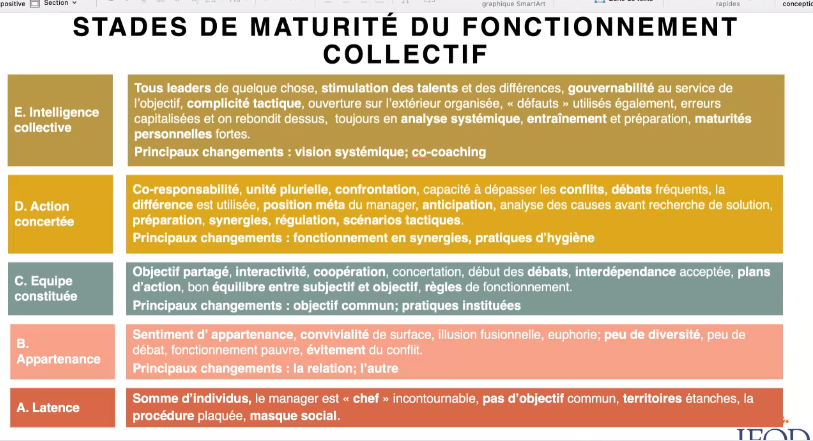 positive
Section
graphique SmartArt
rapides
STADES DE MATURITÉ DU FONCTIONNEMENT
COLLECTIF
E. Intelligence
collective
Tous leaders de quelque chose, stimulation des talents et des différences, gouvernabilité au service de
l'objectif, complicité tactique, ouverture sur l'extérieur organisée, « défauts » utilisés également, erreurs
capitalisées et on rebondit dessus, toujours en analyse systémique, entraînement et préparation, maturités
personnelles fortes.
Principaux changements : vision systémique; co-coaching
D. Action
concertée
Co-responsabilité, unité plurielle, confrontation, capacité à dépasser les conflits, débats fréquents, la
différence est utilisée, position méta du manager, anticipation, analyse des causes avant recherche de solution,
préparation, synergies, régulation, scénarios tactiques.
Principaux changements : fonctionnement en synergies, pratiques d'hygiène
C. Equipe
constituée
Objectif partagé, interactivité, coopération, concertation, début des débats, interdépendance acceptée, plans
d'action, bon équilibre entre subjectif et objectif, règles de fonctionnement.
Principaux changements : objectif commun; pratiques instituées
B.
Appartenance
Sentiment d' appartenance, convivialité de surface, illusion fusionnelle, euphorie; peu de diversité, peu de
débat, fonctionnement pauvre, évitement du conflit.
Principaux changements : la relation; l'autre
A. Latence
Somme d'individus, le manager est « chef » incontournable, pas d'objectif commun, territoires étanches, la
procédure plaquée, masque social.